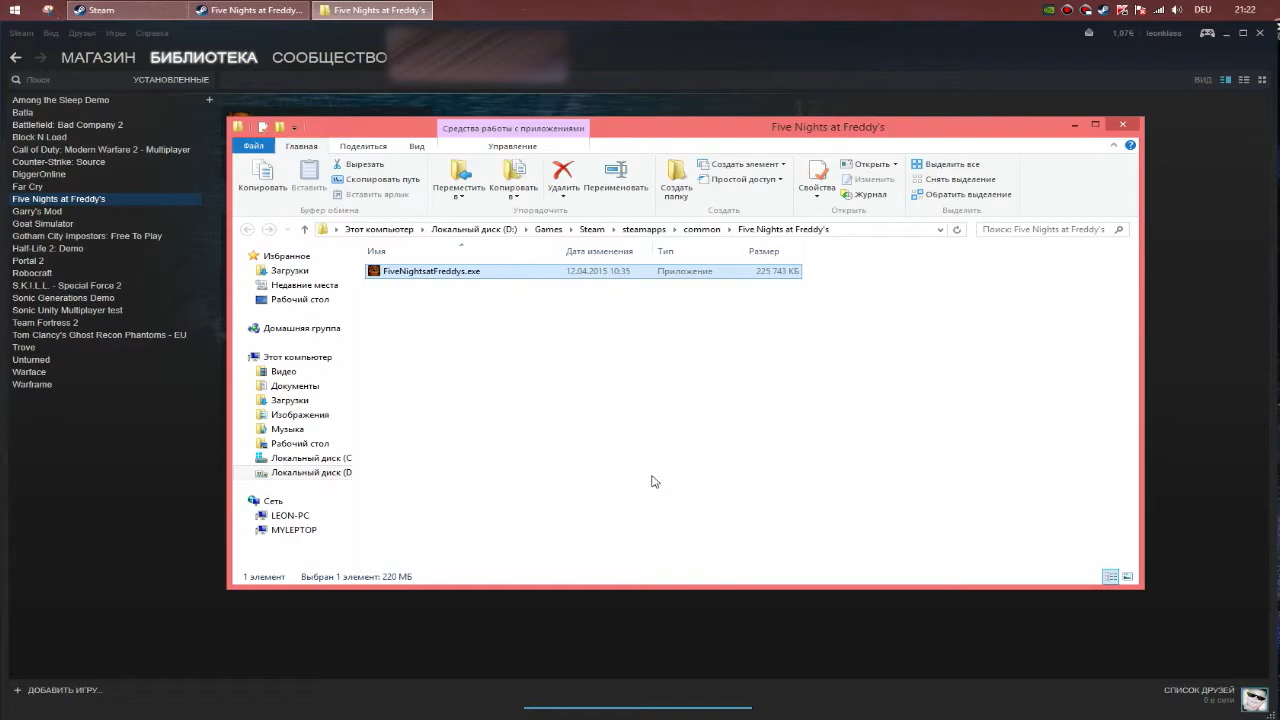 Steam
Five Nights at Freddy'...
Five Nights at Freddy's
DEU
21:22
Steam Вид Друзья Игры Справка
1,07€ leonklass
МАГАЗИН БИБЛИОТЕКА СООБЩЕСТВО
Поиск
УСТАНОВЛЕННЫЕ
ВИД
Among the Sleep Demo
Batla
Battlefield: Bad Company 2
Block N Load
Call of Duty: Modern Warfare 2 - Multiplayer
Counter-Strike: Source
DiggerOnline
Far Cry
Five Nights at Freddy's
Garry's Mod
Goat Simulator
Gotham City Impostors: Free To Play
Half-Life 2: Demo
Portal 2
Robocraft
S.K.I.L.L. - Special Force 2
Sonic Generations Demo
Sonic Unity Multiplayer test
Team Fortress 2
Tom Clancy's Ghost Recon Phantoms - EU
Trove
Unturned
Warface
Warframe
ДОБАВИТЬ ИГРУ...
Средства работы с приложениями
Five Nights at Freddy's
Файл Главная Поделиться Вид Управление
Копировать
Вставить
Вырезать
Скопировать путь
Вставить ярлык
Буфер обмена
Переместить в
Копировать в
Удалить
Переименовать
Упорядочить
Создать папку
Создать элемент
Простой доступ
Создать
Свойства
Открыть
Изменить
Журнал
Открыть
Выделить все
Снять выделение
Обратить выделение
Выделить
Этот компьютер Локальный диск (D:) Games Steam steamapps common Five Nights at Freddy's
Поиск: Five Nights at Freddy's
Имя Дата изменения Тип Размер
FiveNightsatFreddys.exe 12.04.2015 10:35 Приложение 225 743 КБ
Избранное
Загрузки
Недавние места
Рабочий стол
Домашняя группа
Этот компьютер
Видео
Документы
Загрузки
Изображения
Музыка
Рабочий стол
Локальный диск (C
Локальный диск (D
Сеть
LEON-PC
MYLEPTOP
1 элемент Выбран 1 элемент: 220 МБ
СПИСОК ДРУЗЕЙ
0 в сети